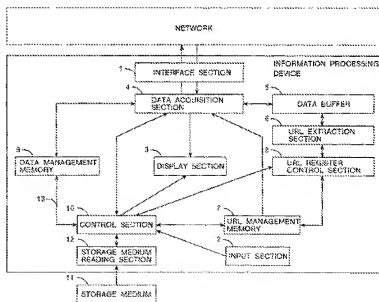 NETWORK
INFORMATION PROCESSING
DEVICE
1
INTERFACE SECTION
4
DATA ACQUISITION
SECTION
5
DATA BUFFER
6
URL EXTRACTION
SECTION
9
DATA MANAGEMENT
MEMORY
3
DISPLAY SECTION
8
URL REGISTER
CONTROL SECTION
13
10
CONTROL SECTION
7
URL MANAGEMENT
MEMORY
12
STORAGE MEDIUM
READING SECTION
2
INPUT SECTION
11
STORAGE MEDIUM